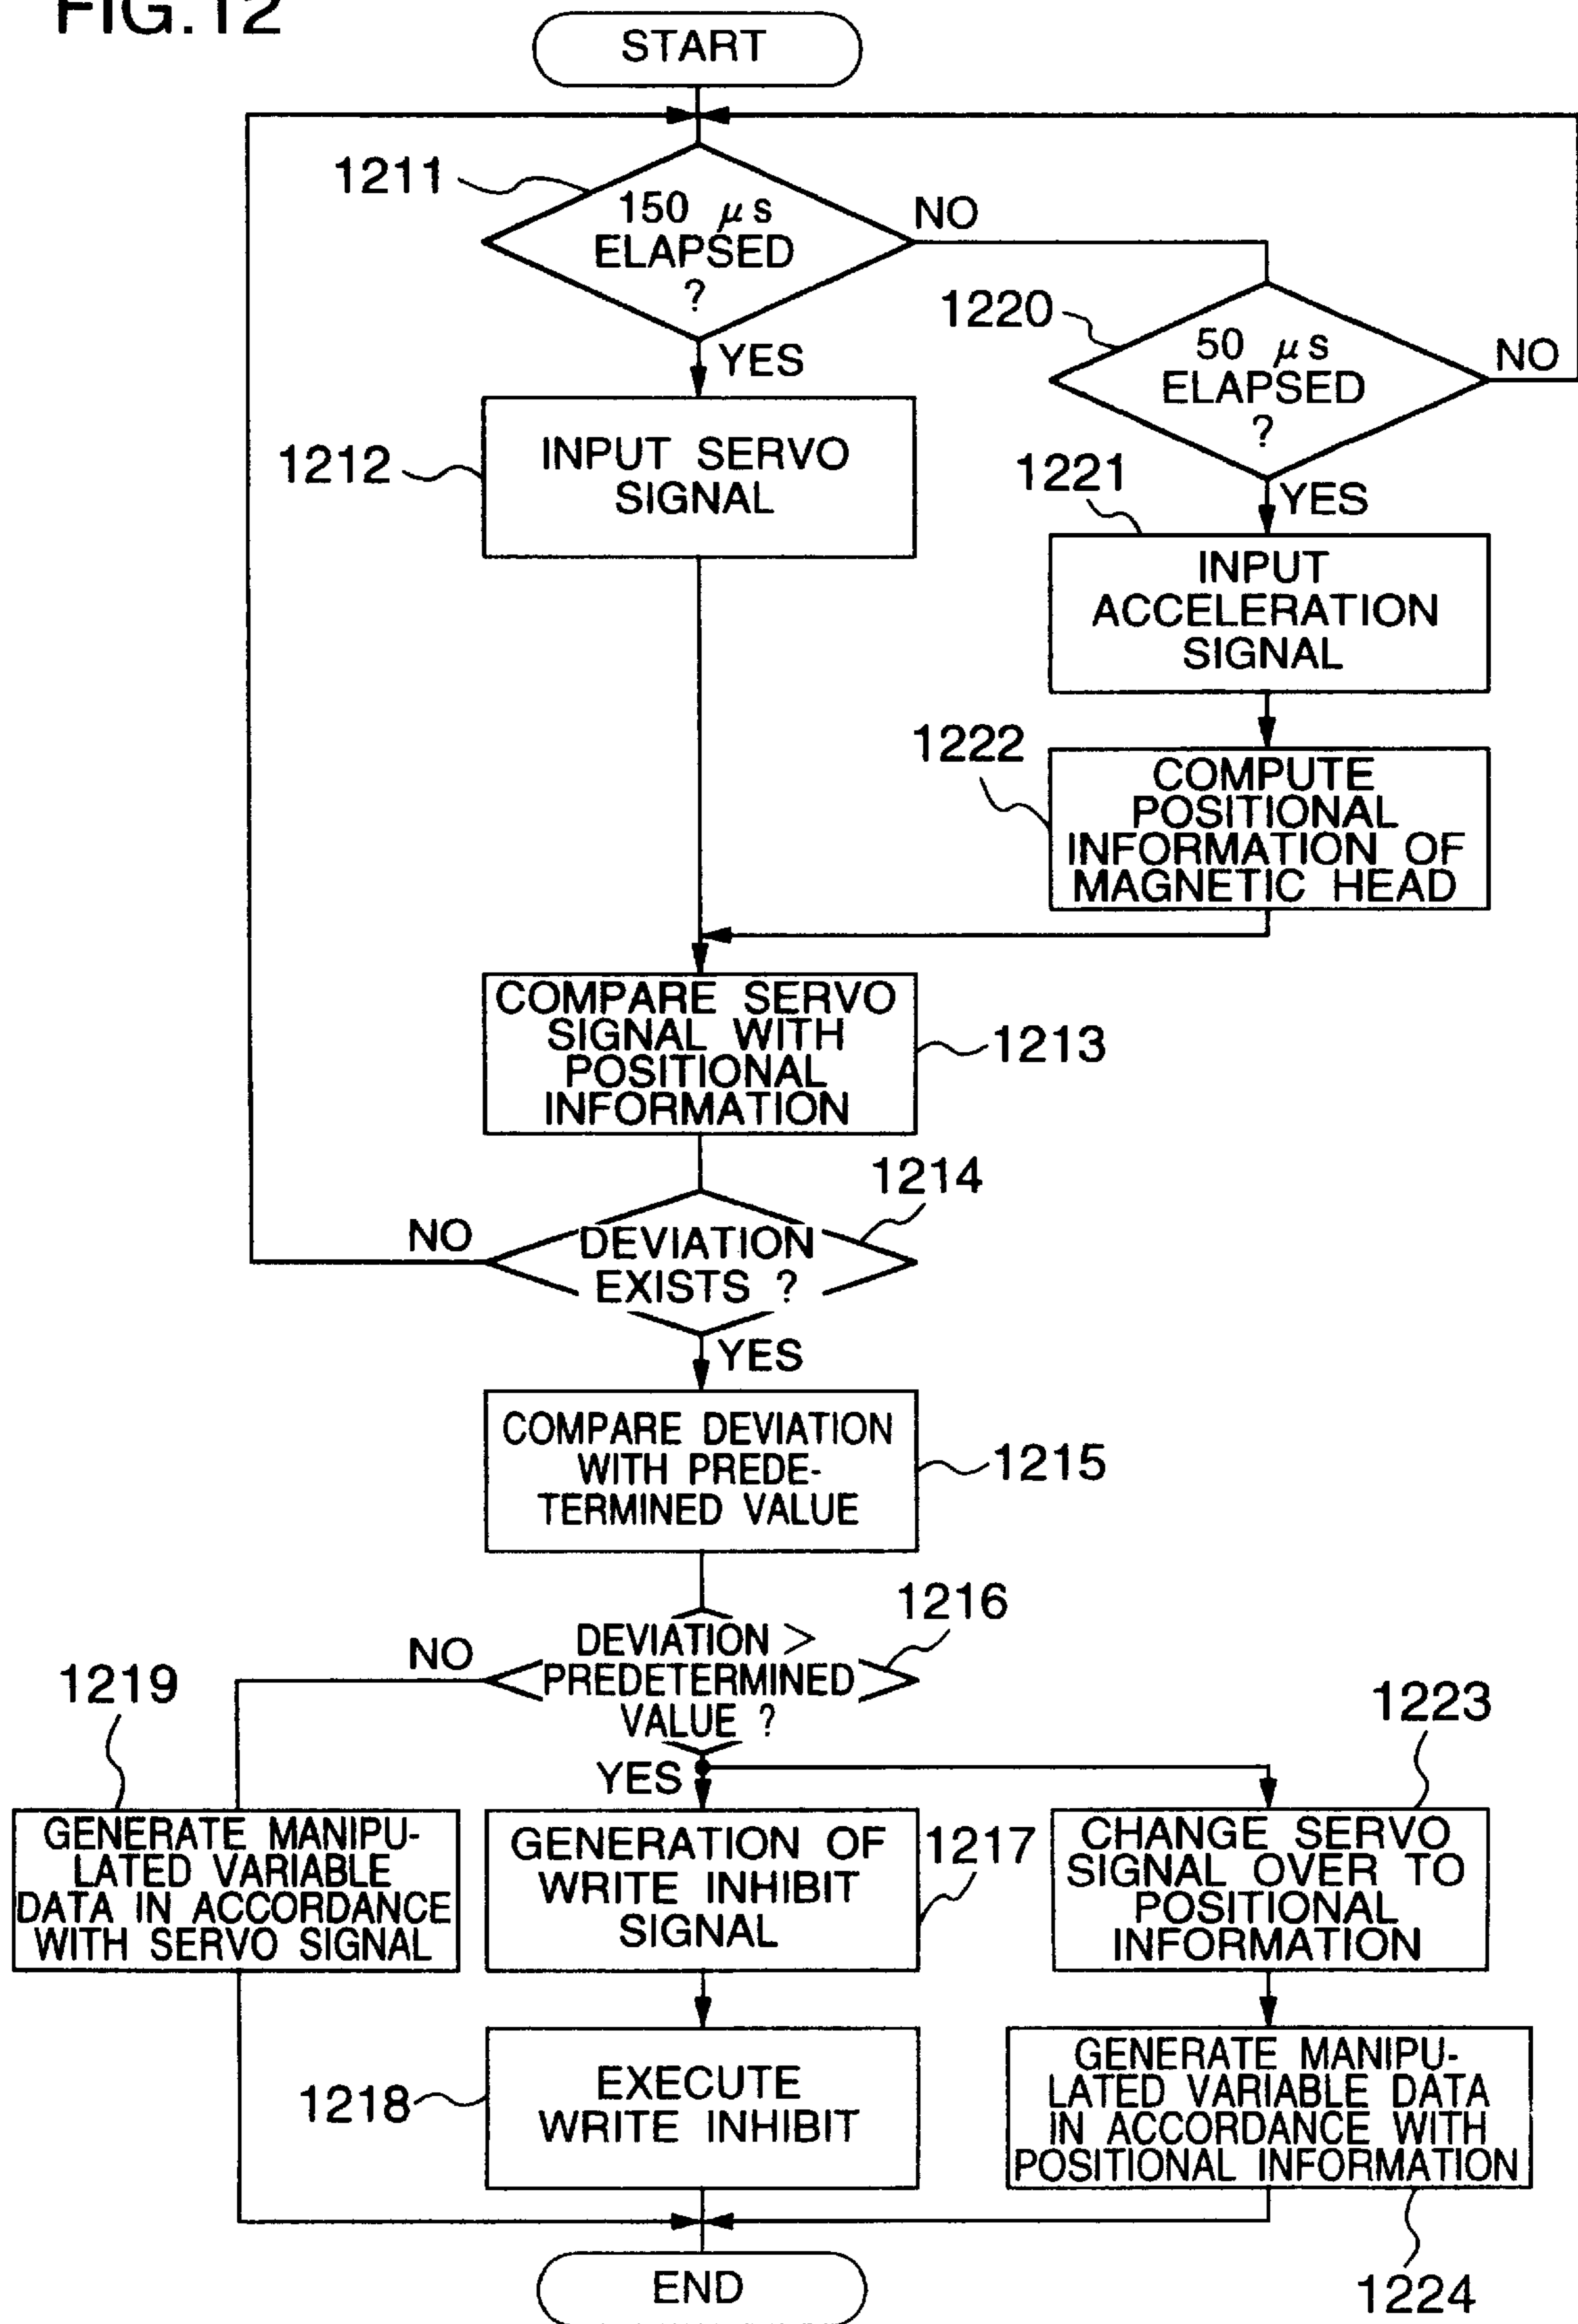 FIG.12
START
1211
150 μs
ELAPSED
?
NO
YES
1220
50 μs
ELAPSED
?
NO
YES
1212
INPUT SERVO
SIGNAL
1221
INPUT
ACCELERATION
SIGNAL
1222
COMPUTE
POSITIONAL
INFORMATION OF
MAGNETIC HEAD
COMPARE SERVO
SIGNAL WITH
POSITIONAL
INFORMATION
1213
1214
NO
DEVIATION
EXISTS ?
YES
COMPARE DEVIATION
WITH PREDE-
TERMINED VALUE
1215
1216
NO
DEVIATION >
PREDETERMINED
VALUE ?
YES
1219
GENERATE MANIPU-
LATED VARIABLE
DATA IN ACCORDANCE
WITH SERVO SIGNAL
GENERATION OF
WRITE INHIBIT
SIGNAL
1217
1223
CHANGE SERVO
SIGNAL OVER TO
POSITIONAL
INFORMATION
1218
EXECUTE
WRITE INHIBIT
GENERATE MANIPU-
LATED VARIABLE DATA
IN ACCORDANCE WITH
POSITIONAL INFORMATION
1224
END